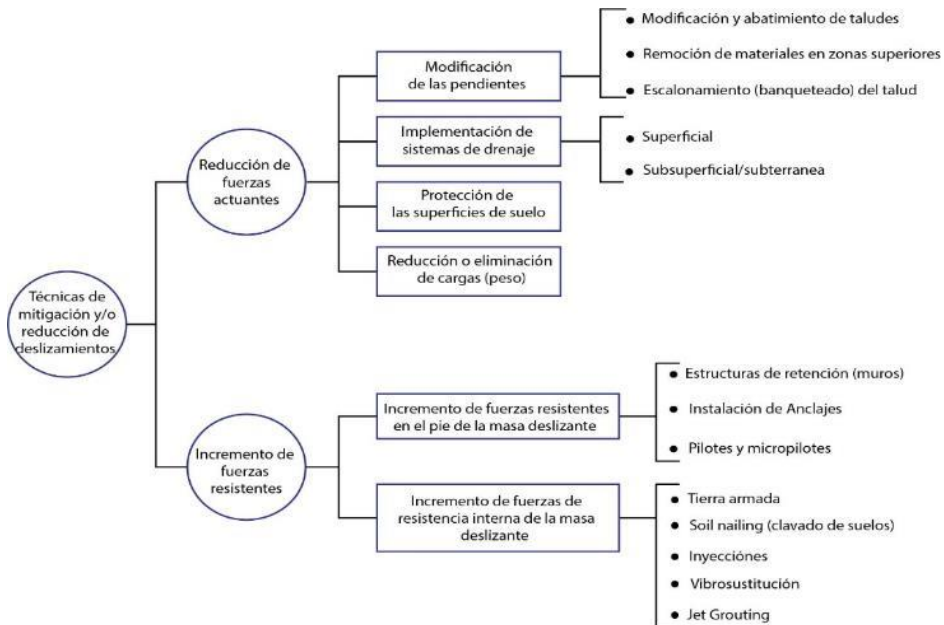 Técnicas de
mitigación y/o
reducción de
deslizamientos
Reducción de
fuerzas
actuantes
Modificación
de las pendientes
Modificación y abatimiento de taludes
Remoción de materiales en zonas superiores
Escalonamiento (banqueteado) del talud
Implementación de
sistemas de drenaje
Superficial
Subsuperficial/subterranea
Protección de
las superficies de suelo
Reducción o eliminación
de cargas (peso)
Incremento de
fuerzas
resistentes
Incremento de fuerzas resistentes
en el pie de la masa deslizante
Estructuras de retención (muros)
Instalación de Anclajes
Pilotes y micropilotes
Incremento de fuerzas de
resistencia interna de la masa
deslizante
Tierra armada
Soil nailing (clavado de suelos)
Inyecciónes
Vibrosustitución
Jet Grouting